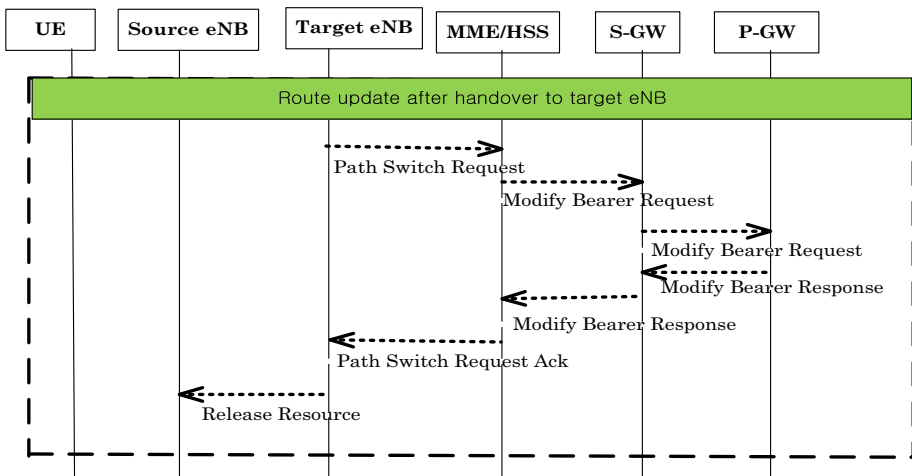 UE
Source eNB
Target eNB
MME/HSS
S-GW
P-GW
Route update after handover to target eNB
Path Switch Request
Modify Bearer Request
Modify Bearer Request
Modify Bearer Response
Modify Bearer Response
Path Switch Request Ack
Release Resource